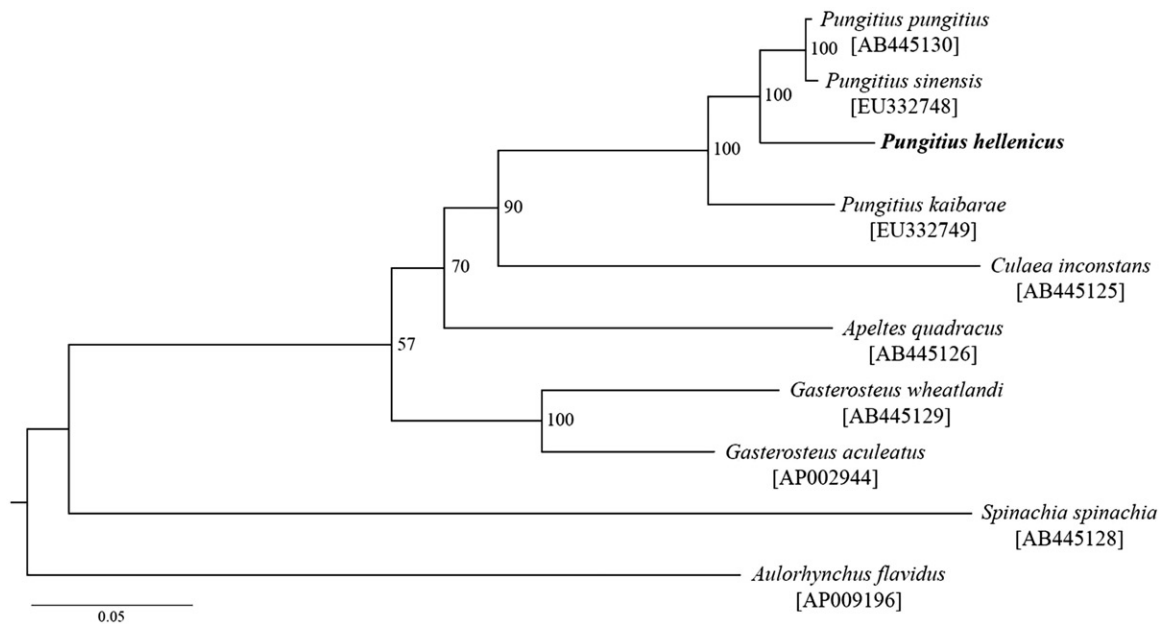 Pungitius pungitius
[AB445130]
100
Pungitius sinensis
[EU332748]
100
Pungitius hellenicus
100
Pungitius kaibarae
[EU332749]
90
Culaea inconstans
[AB445125]
70
Apeltes quadracus
[AB445126]
57
Gasterosteus wheatlandi
[AB445129]
100
Gasterosteus aculeatus
[AP002944]
Spinachia spinachia
[AB445128]
Aulorhynchus flavidus
[AP009196]
0.05